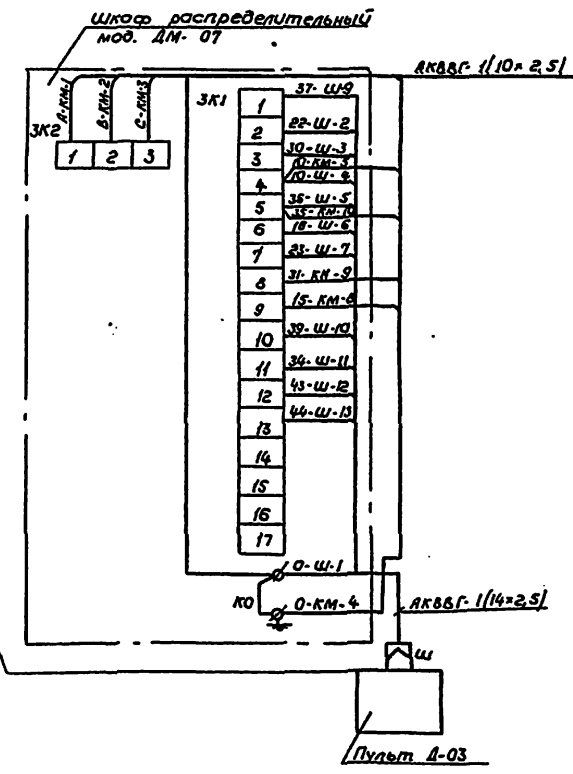 Шкаф распределительный
мод. ДМ-07
АКВВГ-1(10×2,5)
А-КМ-1
В-КМ-2
С-КМ-3
3К2
1 2 3
3К1
1 37-Ш-9
2 22-Ш-2
3 30-Ш-3
10-КМ-5
4 10-Ш-4
5 36-Ш-5
35-КМ-10
6 18-Ш-6
7 23-Ш-7
8 31-КМ-9
9 15-КМ-8
10 39-Ш-10
11 34-Ш-11
12 43-Ш-12
13 44-Ш-13
14
15
16
17
0-Ш-1
КО
0-КМ-4
АКВВГ-1(14×2,5)
Ш
Пульт Д-03